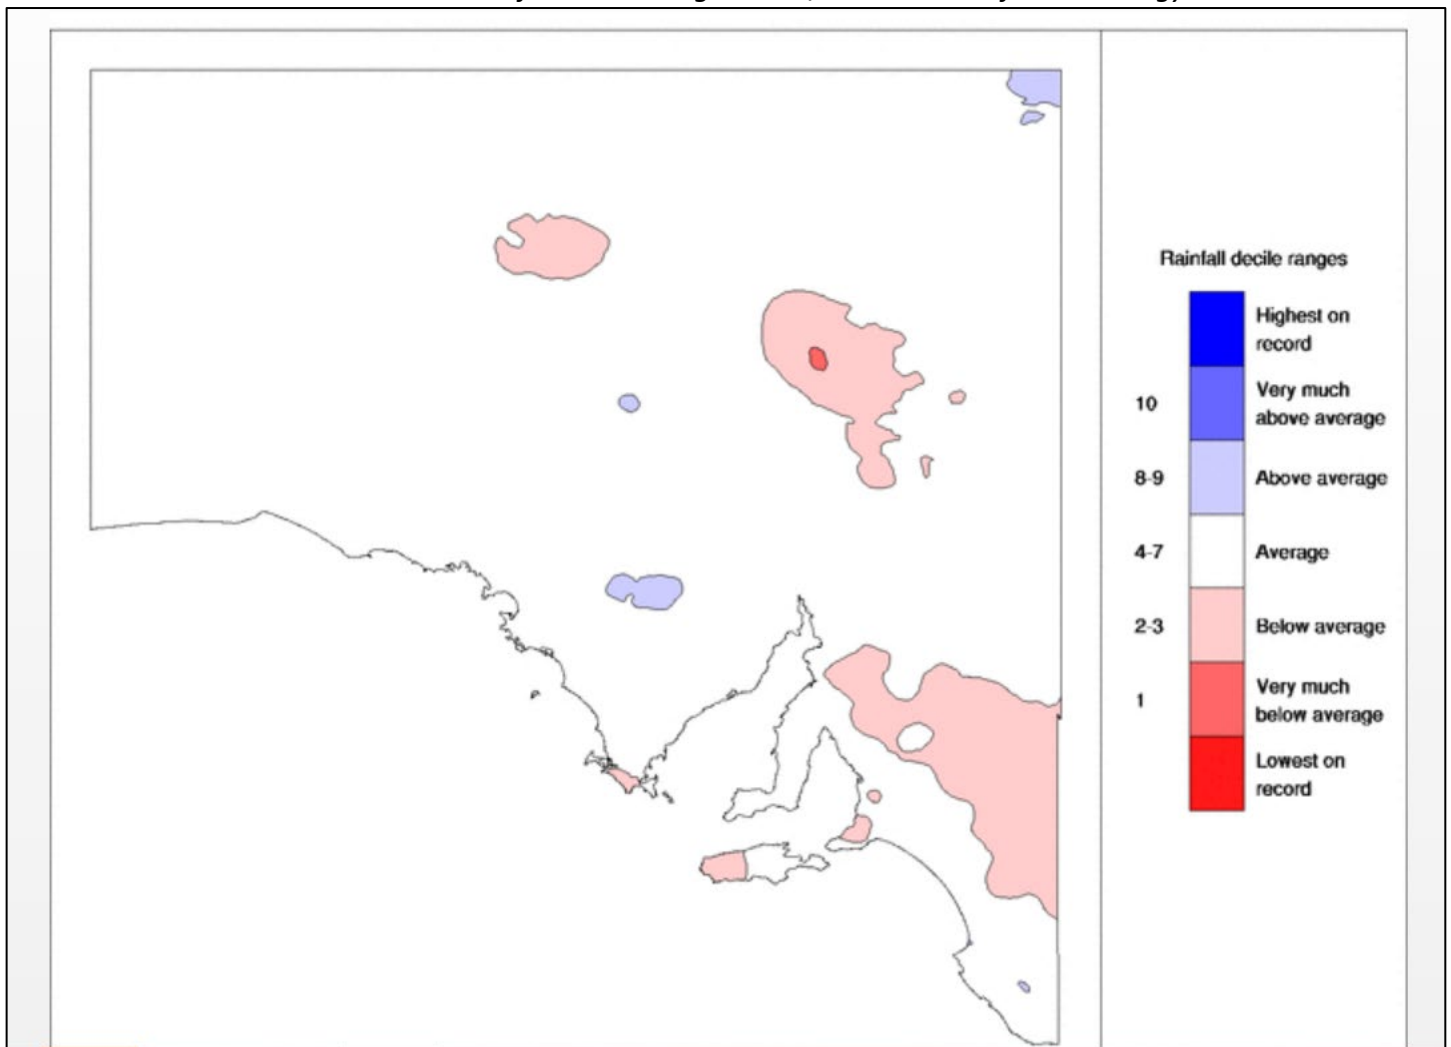 Rainfall decile ranges
Highest on
record
10
Very much
above average
8-9
Above average
4-7
Average
2-3
Below average
1
Very much
below average
Lowest on
record